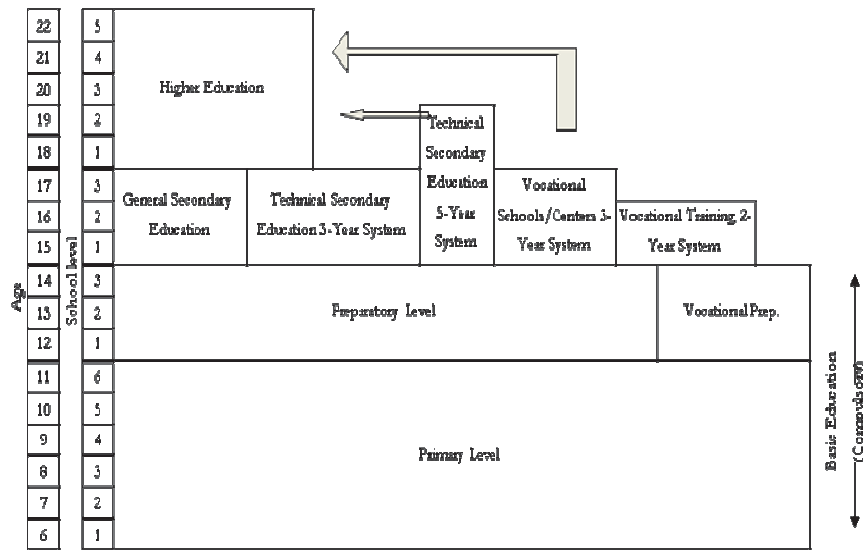 22 5
21 4
20 3
19 2
18 1
Higher Education
Technical
Secondary
Education
5-Year
System
17 3
16 2
15 1
General Secondary
Education
Technical Secondary
Education 3-Year System
Vocational
Schools/Centers 3-
Year System
Vocational Training, 2-
Year System
14 3
13 2
12 1
Preparatory Level
Vocational Prep.
11 6
10 5
9 4
8 3
7 2
6 1
Primary Level
Age
School level
Basic Education
(Compulsory)